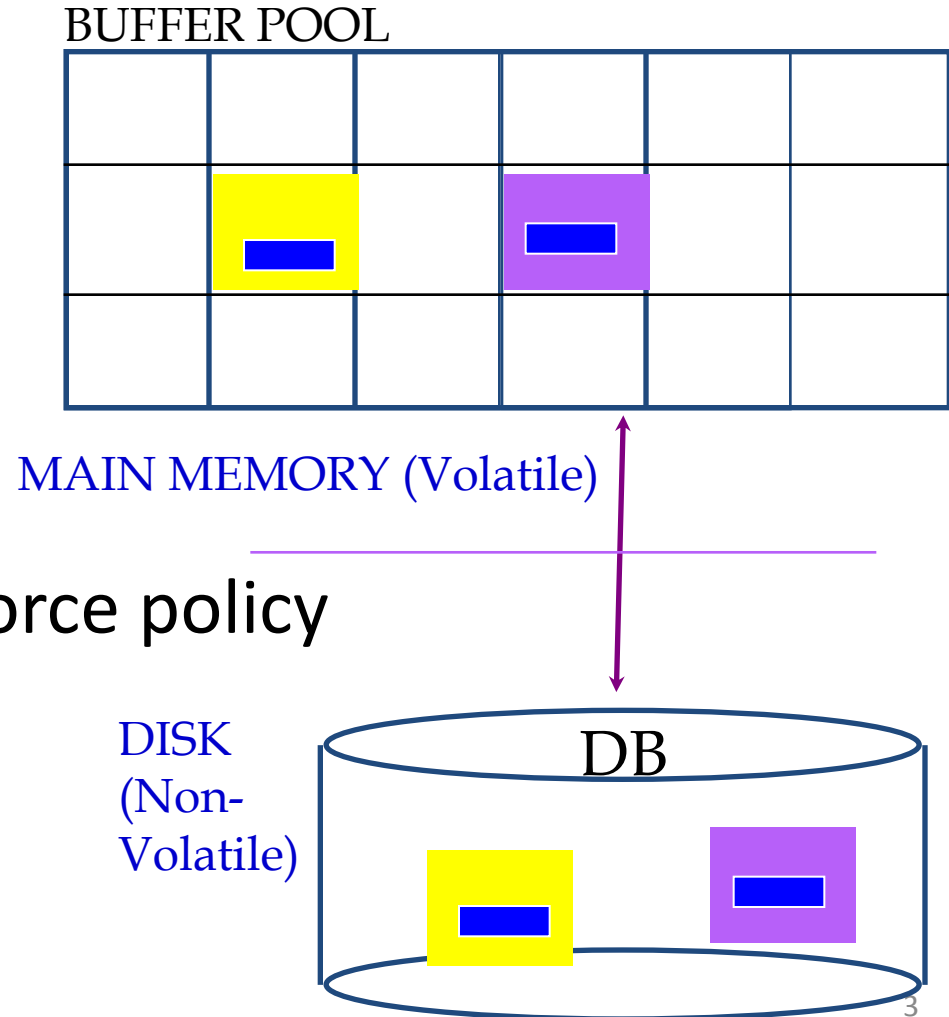 BUFFER POOL
MAIN MEMORY (Volatile)
orce policy
DISK
(Non-
Volatile)
DB
3